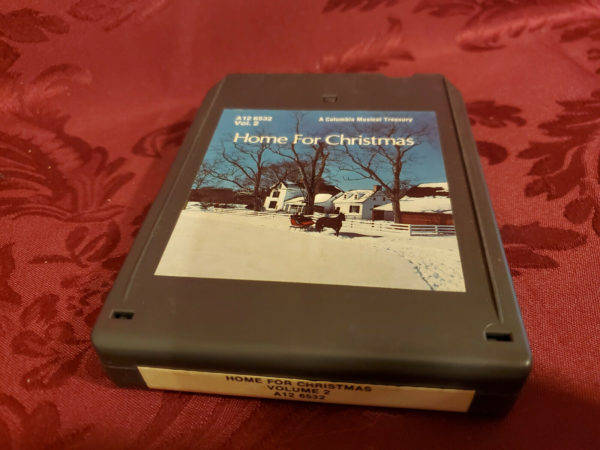 A12 6532
Vol. 2
A Columbia Musical Treasury
Home For Christmas
HOME FOR CHRISTMAS
VOLUME 2
A12 6532